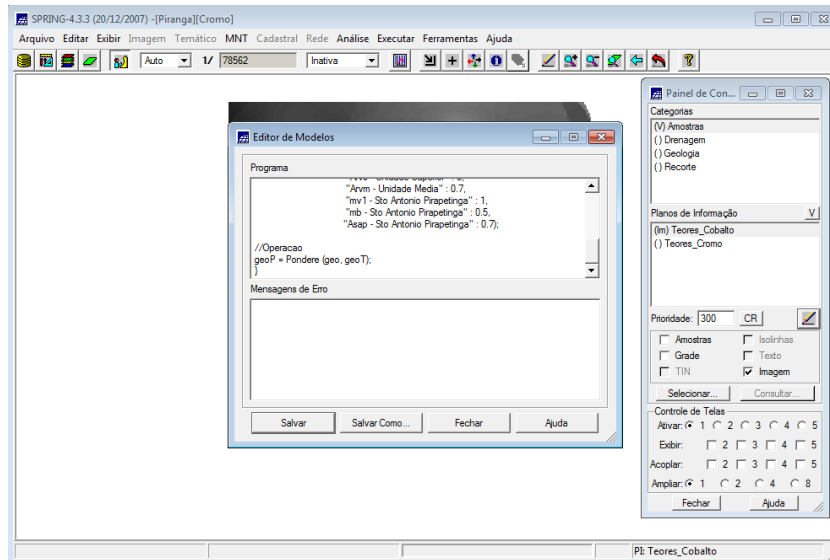 SPRING-4.3.3 (20/12/2007) -[Piranga][Cromo]
Arquivo Editar Exibir Imagem Temático MNT Cadastral Rede Análise Executar Ferramentas Ajuda
Auto 1/ 78562 Inativa
Painel de Con...
Categorias
(V) Amostras
( ) Drenagem
( ) Geologia
( ) Recorte
Planos de Informação V
(Im) Teores_Cobalto
( ) Teores_Cromo
Prioridade: 300 CR
Amostras Isolinhas
Grade Texto
TIN Imagem
Selecionar... Consultar...
Controle de Telas
Ativar: 1 2 3 4 5
Exibir: 2 3 4 5
Acoplar: 2 3 4 5
Ampliar: 1 2 4 8
Fechar Ajuda
Editor de Modelos
Programa
"Arvm - Unidade Media" : 0.7,
"mv1 - Sto Antonio Pirapetinga" : 1,
"mb - Sto Antonio Pirapetinga" : 0.5,
"Asap - Sto Antonio Pirapetinga" : 0.7);
//Operacao
geoP = Pondere (geo, geoT);
}
Mensagens de Erro
Salvar Salvar Como... Fechar Ajuda
PI: Teores_Cobalto